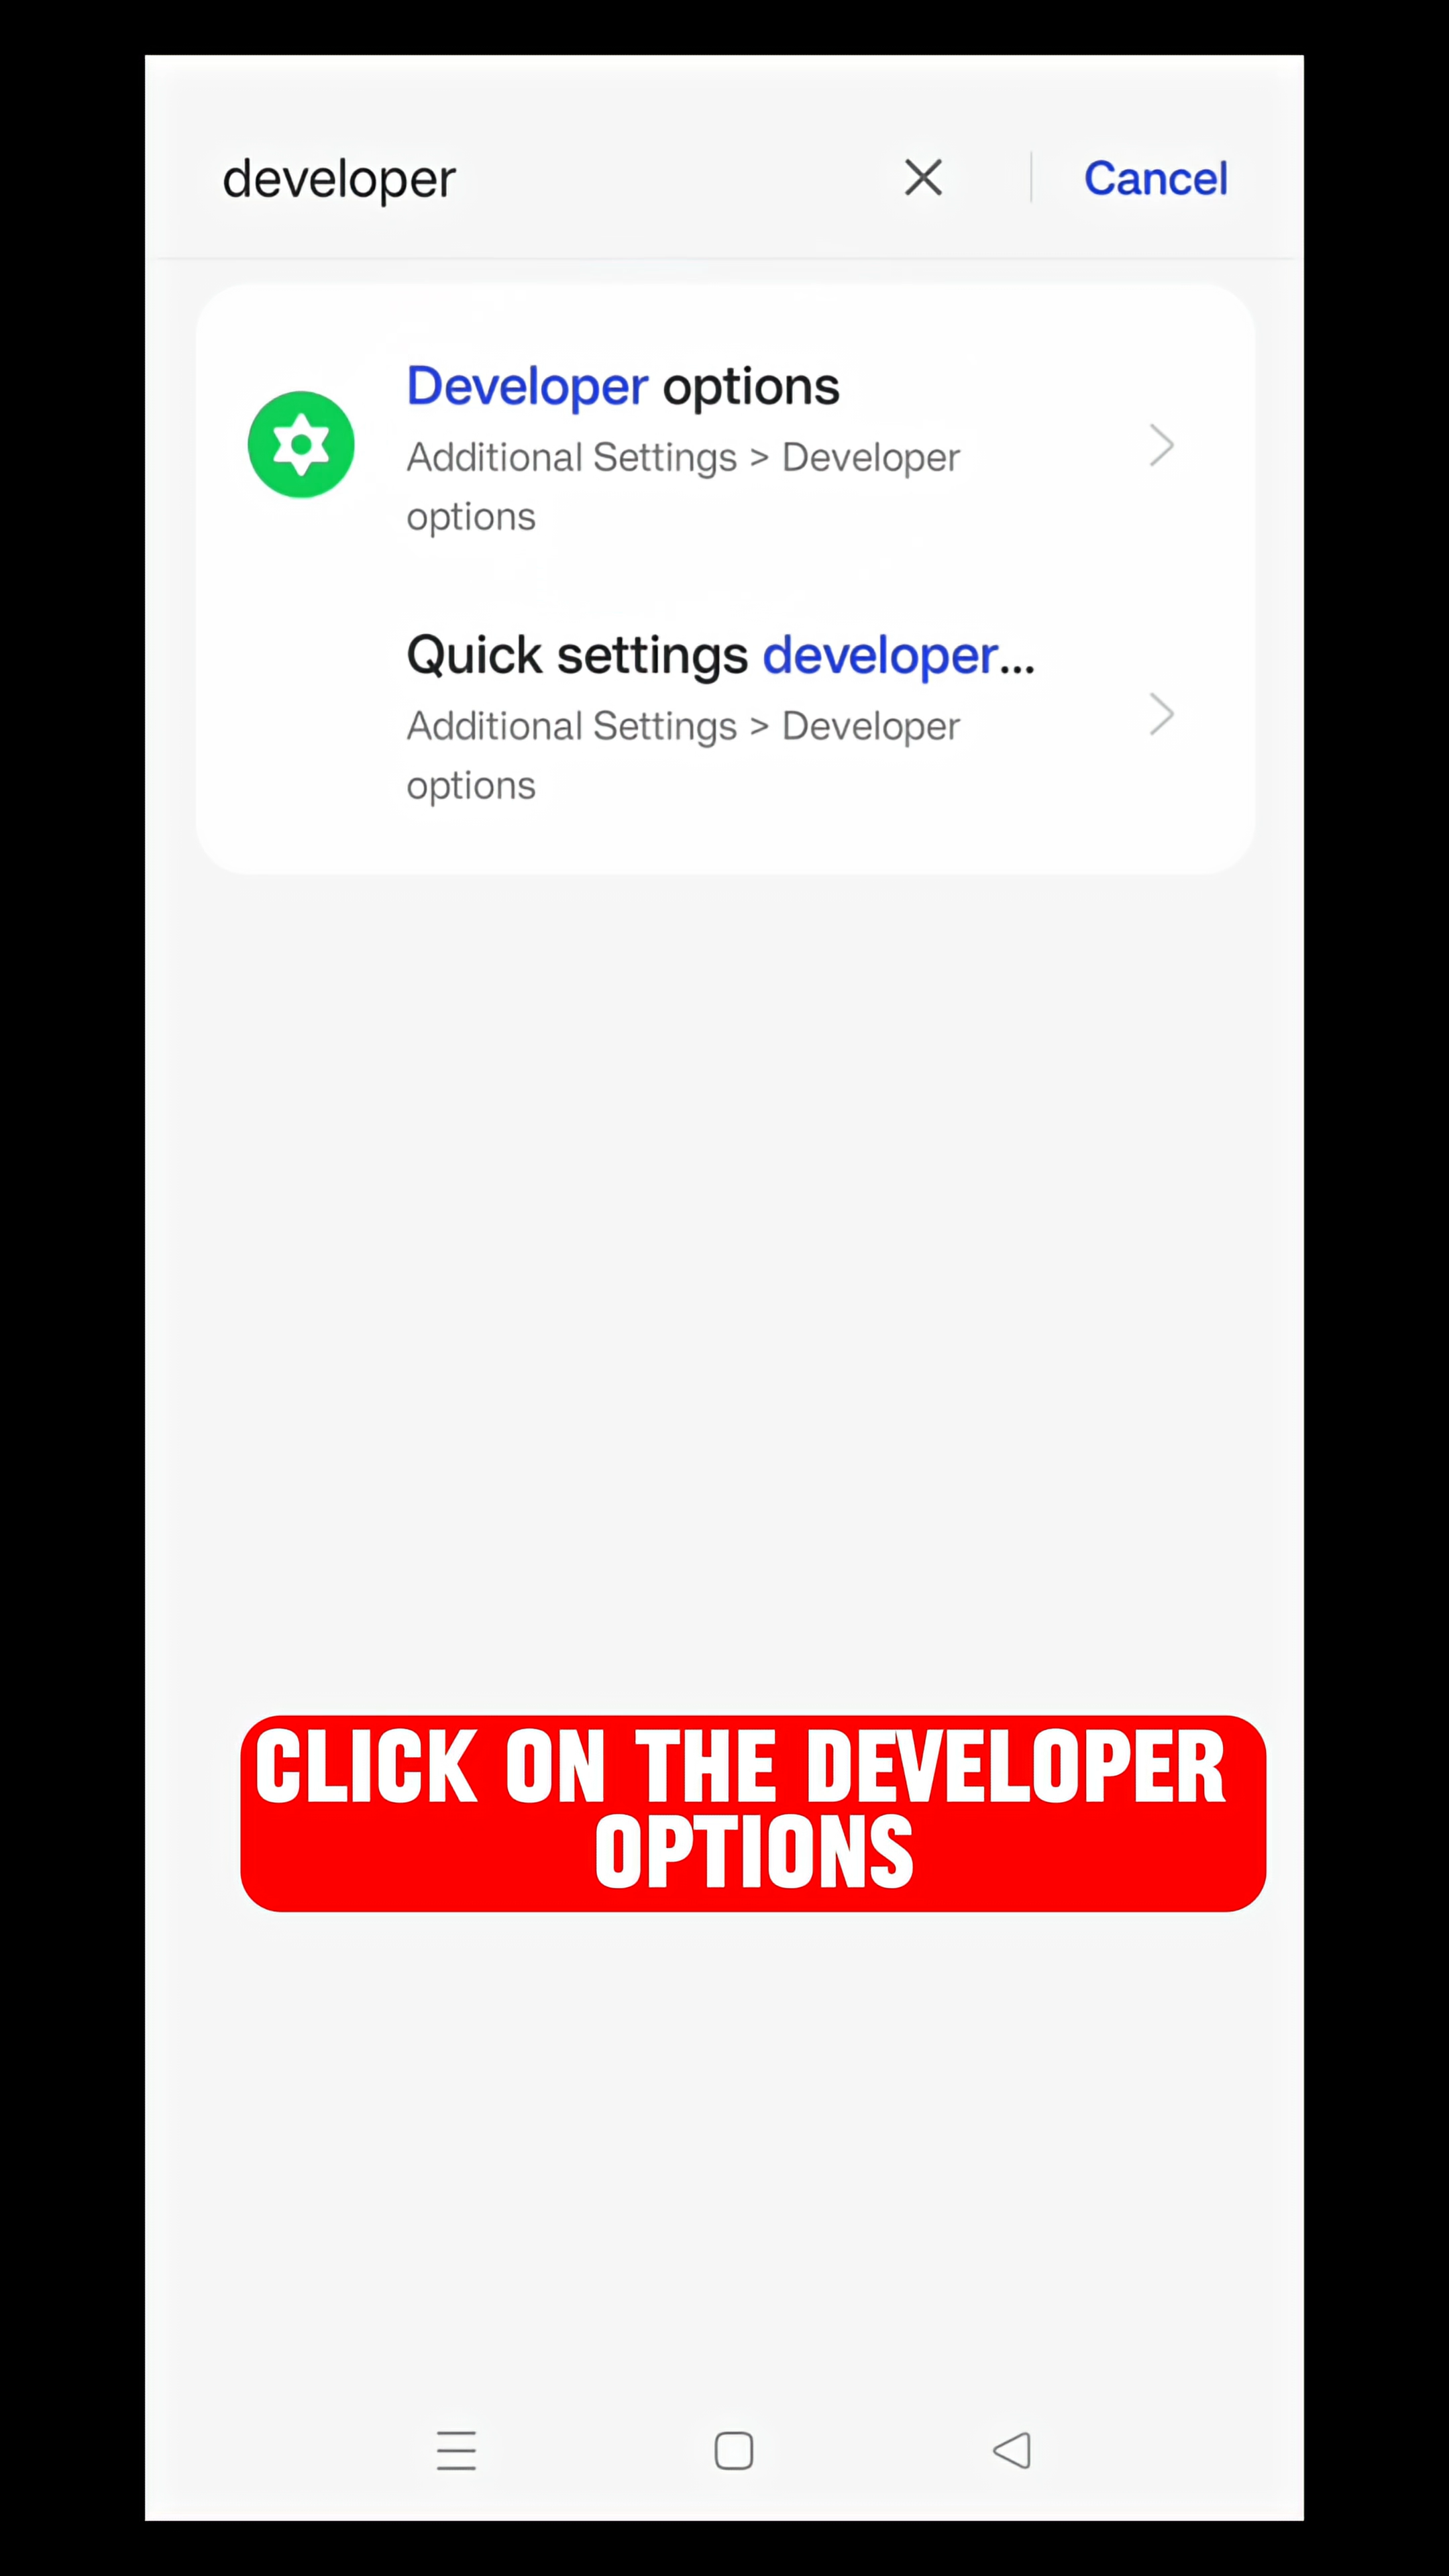 developer
Cancel
Developer options
Additional Settings > Developer
options
Quick settings developer...
Additional Settings > Developer
options
CLICK ON THE DEVELOPER
OPTIONS